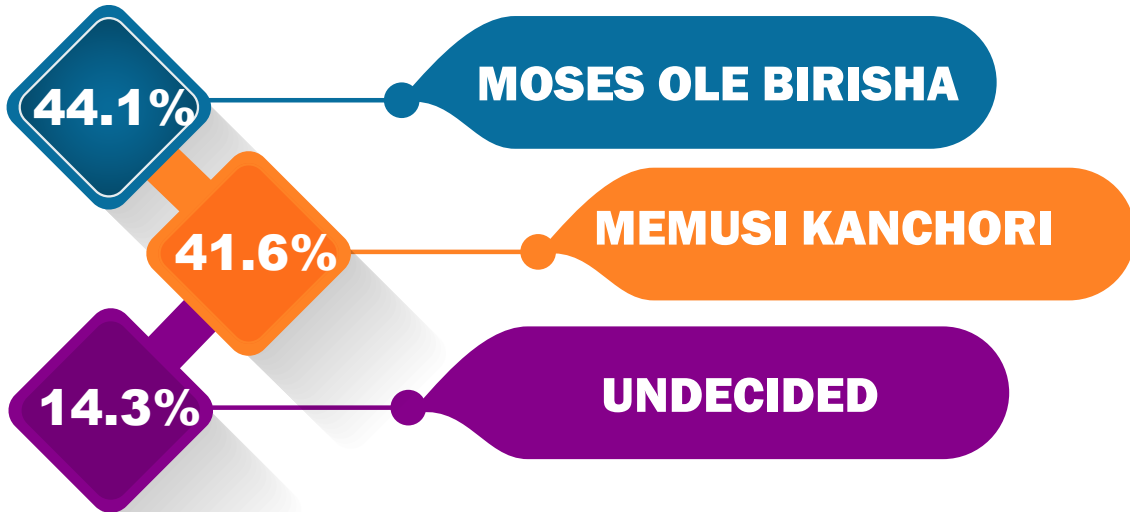 44.1% MOSES OLE BIRISHA
41.6% MEMUSI KANCHORI
14.3% UNDECIDED